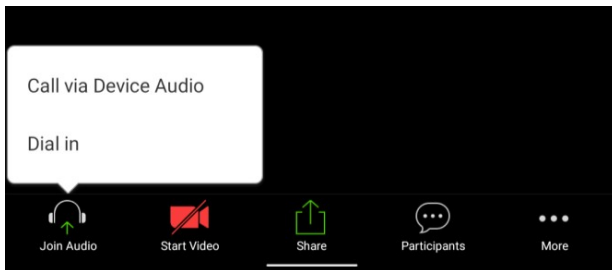 Call via Device Audio
Dial in
Join Audio
Start Video
Share
Participants
More